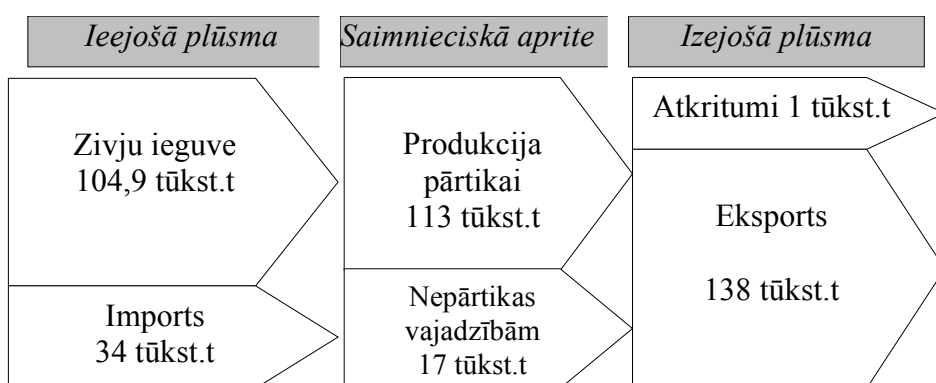 Ieejošā plūsma
Saimnieciskā aprite
Izejošā plūsma
Zivju ieguve
104,9 tūkst.t
Imports
34 tūkst.t
Produkcija
pārtikai
113 tūkst.t
Nepārtikas
vajadzībām
17 tūkst.t
Atkritumi 1 tūkst.t
Eksports
138 tūkst.t